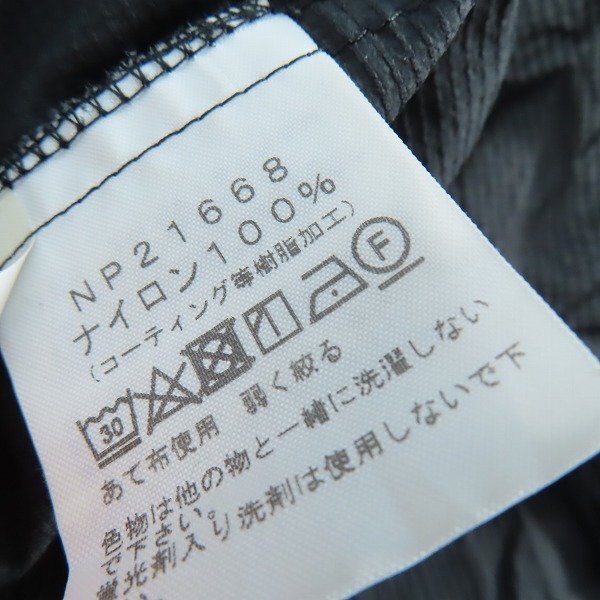 NP21668
ナイロン100%
(コーティング等樹脂加工)
30 F
あて布使用 弱く絞る
色物は他の物と一緒に洗濯しない
で下さい。
蛍光剤入り洗剤は使用しないで下